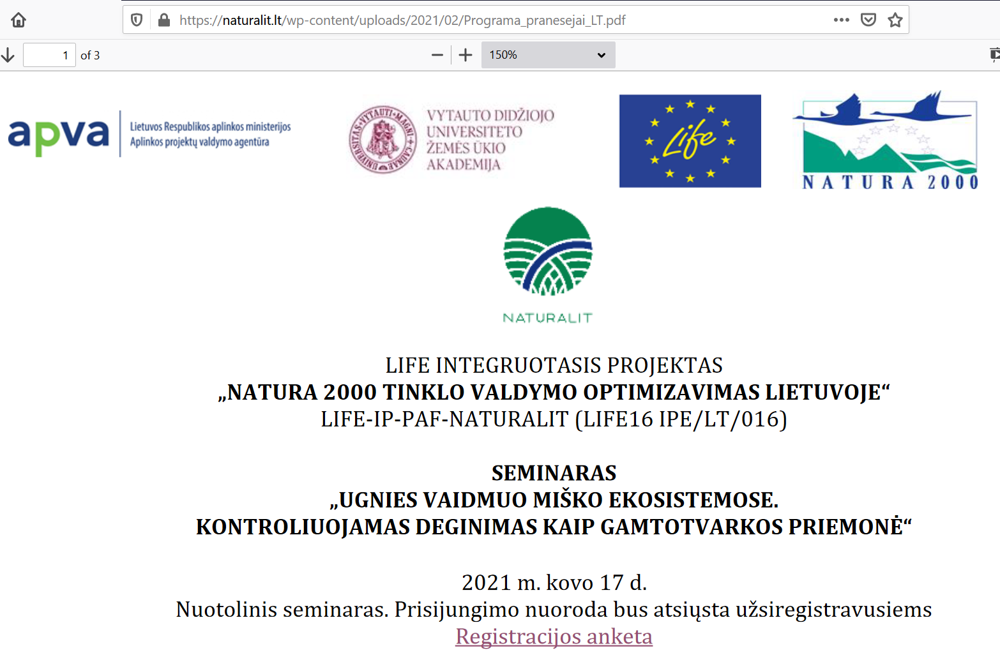 https://naturalit.lt/wp-content/uploads/2021/02/Programa_pranesejai_LT.pdf
1 of 3
150%
apva
Lietuvos Respublikos aplinkos ministerijos
Aplinkos projektų valdymo agentūra
VYTAUTO DIDŽIOJO
UNIVERSITETO
ŽEMĖS ŪKIO
AKADEMIJA
Life
NATURA 2000
NATURALIT
LIFE INTEGRUOTASIS PROJEKTAS
„NATURA 2000 TINKLO VALDYMO OPTIMIZAVIMAS LIETUVOJE“
LIFE-IP-PAF-NATURALIT (LIFE16 IPE/LT/016)
SEMINARAS
„UGNIES VAIDMUO MIŠKO EKOSISTEMOSE.
KONTROLIUOJAMAS DEGINIMAS KAIP GAMTOTVARKOS PRIEMONĖ“
2021 m. kovo 17 d.
Nuotolinis seminaras. Prisijungimo nuoroda bus atsiųsta užsiregistravusiems
Registracijos anketa